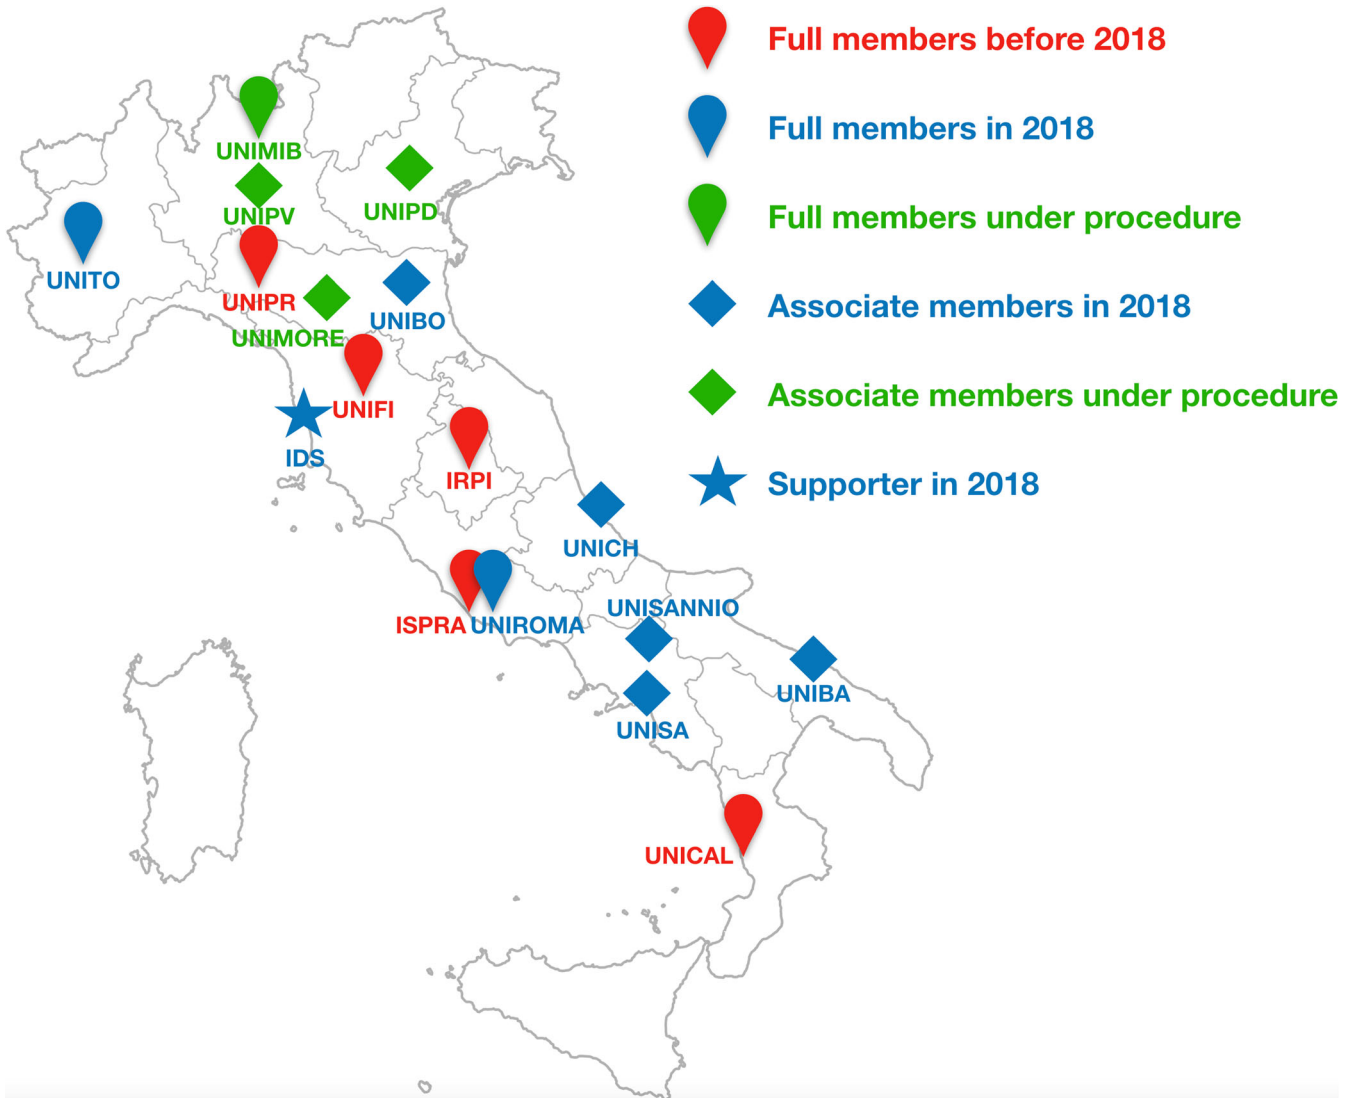 Full members before 2018
Full members in 2018
Full members under procedure
Associate members in 2018
Associate members under procedure
Supporter in 2018
UNIMIB
UNIPV
UNIPD
UNITO
UNIPR
UNIBO
UNIMORE
UNIFI
IDS
IRPI
UNICH
UNISANNIO
ISPRA
UNIROMA
UNIBA
UNISA
UNICAL